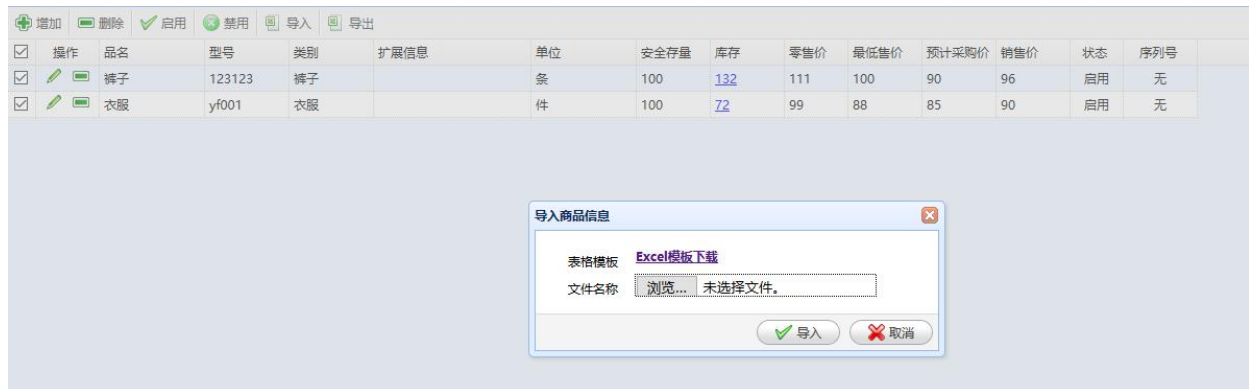 增加 删除 启用 禁用 导入 导出
操作 品名 型号 类别 扩展信息 单位 安全存量 库存 零售价 最低售价 预计采购价 销售价 状态 序列号
裤子 123123 裤子 条 100 132 111 100 90 96 启用 无
衣服 yf001 衣服 件 100 72 99 88 85 90 启用 无
导入商品信息
表格模板 Excel模板下载
文件名称 浏览... 未选择文件。
导入 取消